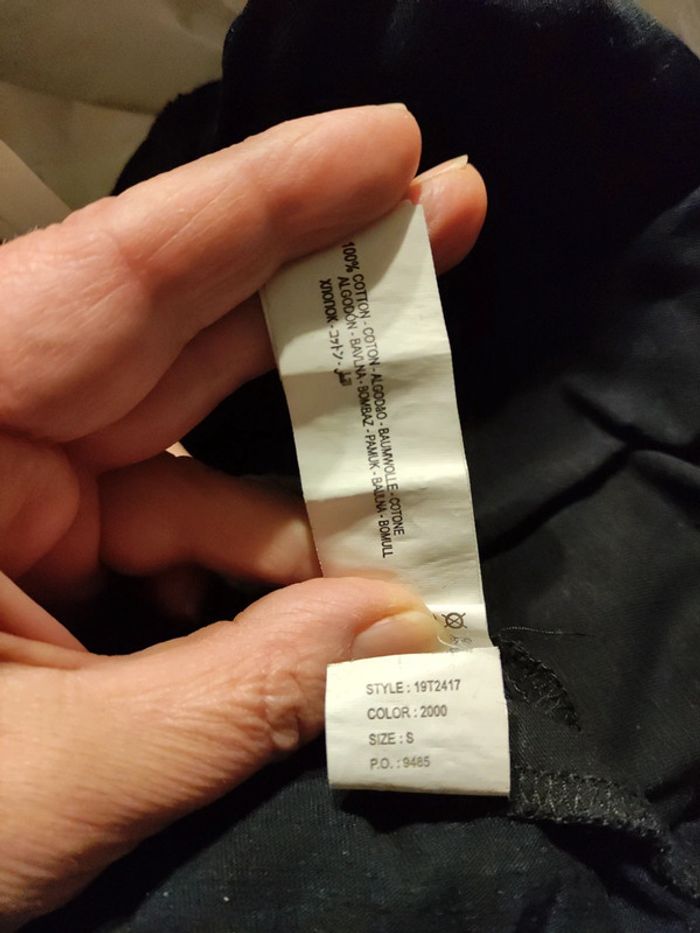 100% COTTON - COTON - ALGODãO - BAUMWOLLE - COTONE
ALGODÓN - BAVLNA - BOMBAZ - PAMUK - BAVLNA - BOMULL
ХЛОПОК - コットン -
STYLE : 19T2417
COLOR : 2000
SIZE : S
P.O. : 9485